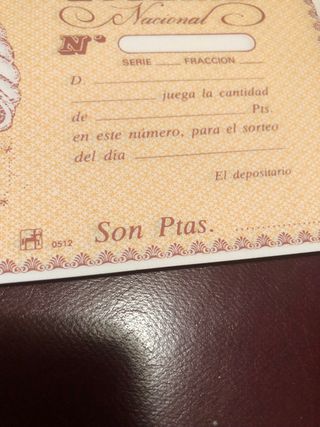 Nacional
Nº
SERIE ___ FRACCION
D
juega la cantidad
de Pts.
en este número, para el sorteo
del día
El depositario
0512 Son Ptas.